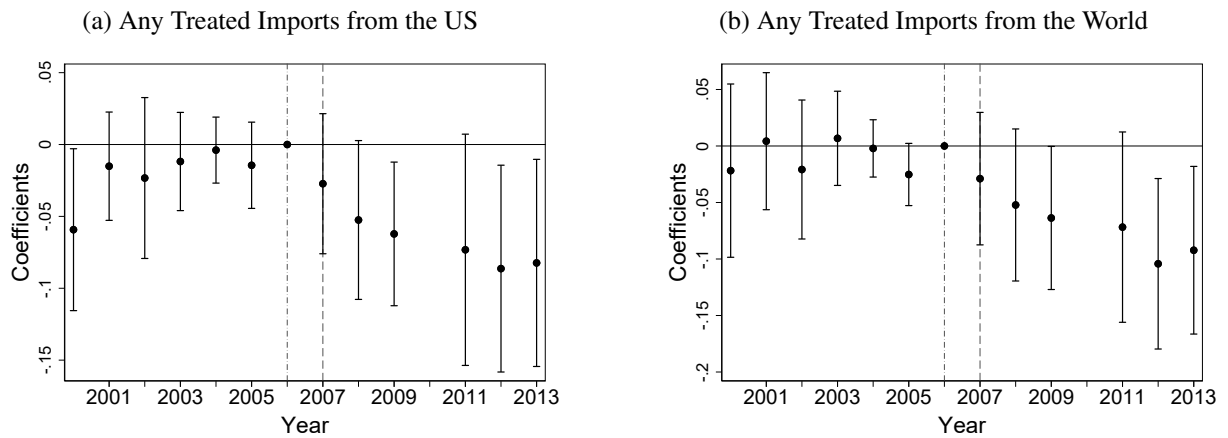 (a) Any Treated Imports from the US
.05
0
-.05
-.1
-.15
Coefficients
2001 2003 2005 2007 2009 2011 2013
Year
(b) Any Treated Imports from the World
.05
0
-.05
-.1
-.15
-.2
Coefficients
2001 2003 2005 2007 2009 2011 2013
Year